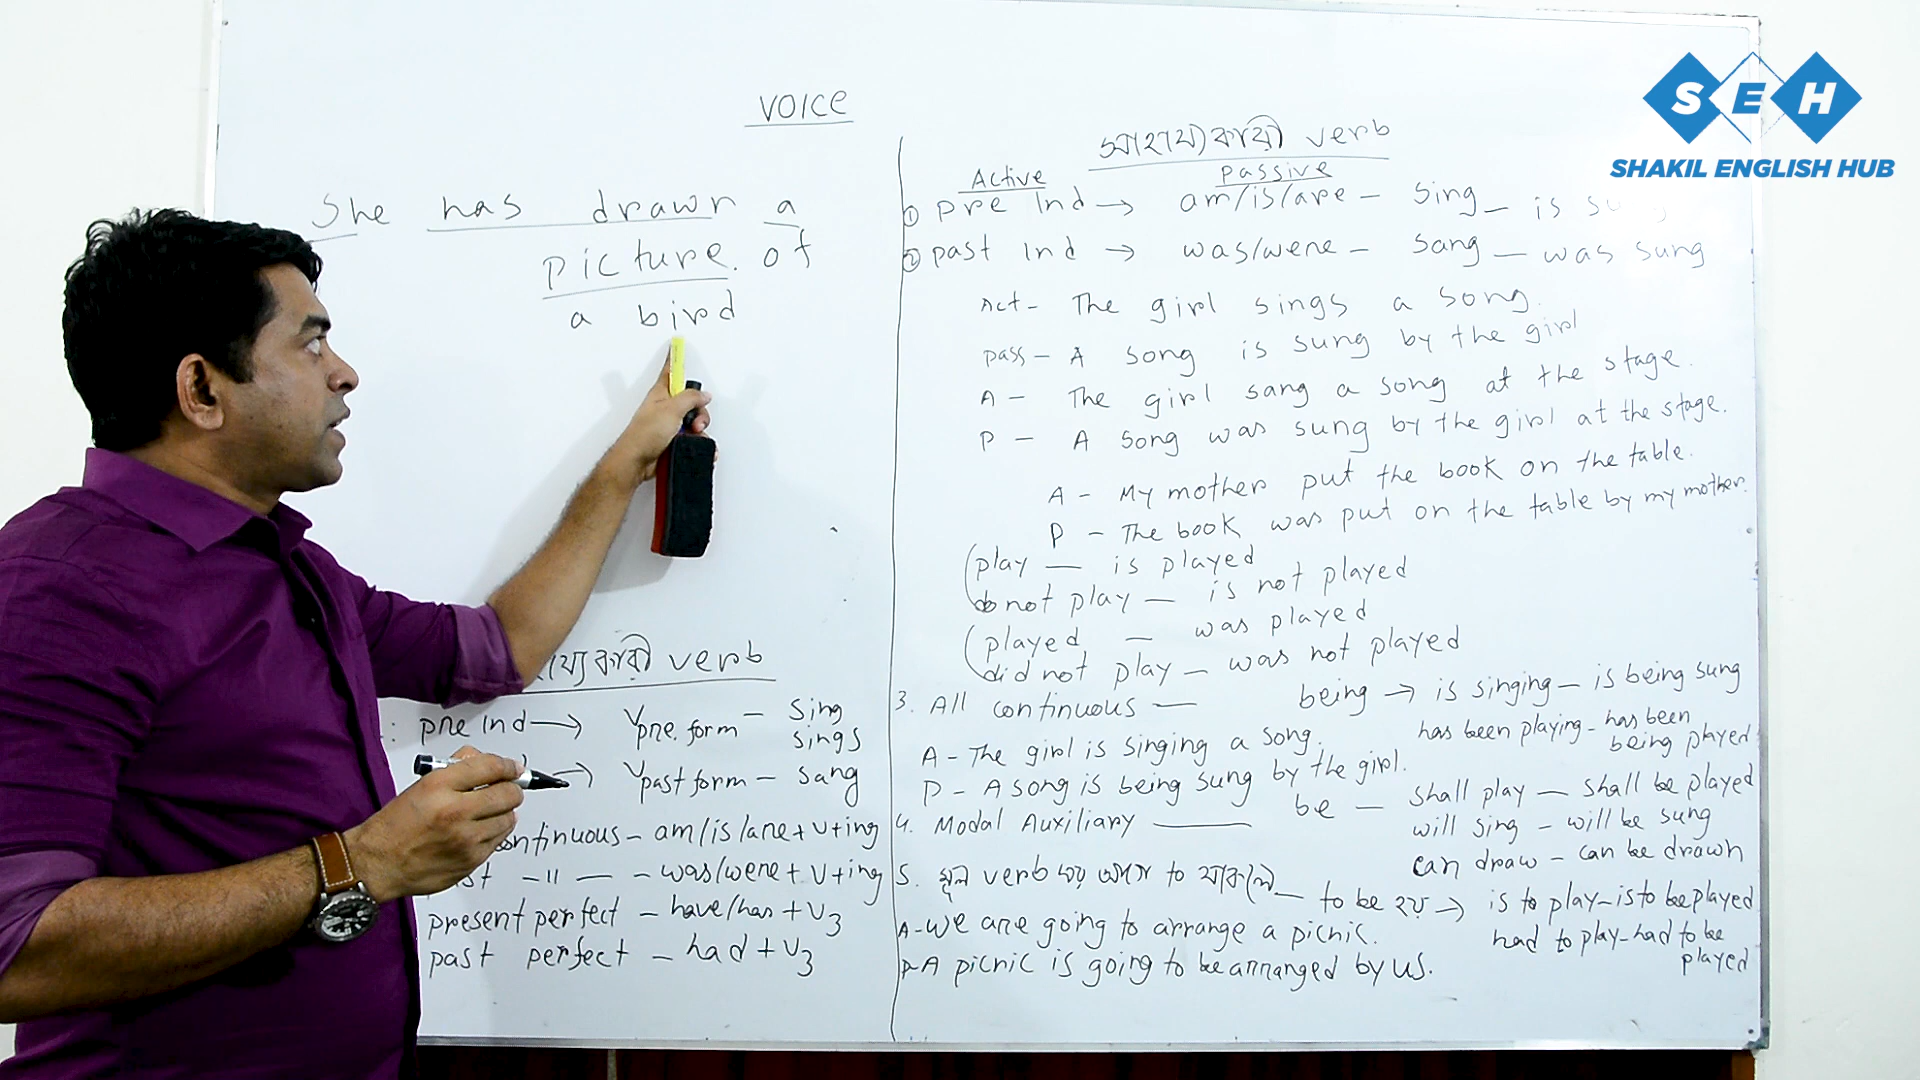 VOICE
She has drawn a
picture of
a bird
verb
pre Ind → V pre. form - sing
sings
→ V past form - sang
continuous - am/is/are + v+ing
-"- - was/were + v+ing
present perfect - have/has + V3
past perfect - had + V3
সাহায্যকারী verb
Active Passive
① pre Ind → am/is/are - sing - is
② past Ind → was/were - sang - was sung
Act - The girl sings a song.
pass - A song is sung by the girl
A - The girl sang a song at the stage.
P - A song was sung by the girl at the stage.
A - My mother put the book on the table.
P - The book was put on the table by my mother.
play - is played
do not play - is not played
played - was played
did not play - was not played
3. All continuous - being → is singing - is being sung
has been playing - has been
being played
A - The girl is singing a song.
P - A song is being sung by the girl.
4. Modal Auxiliary - be - shall play - shall be played
will sing - will be sung
can draw - can be drawn
5. মূল verb এর আগে to থাকলে - to be হয় → is to play - is to be played
had to play - had to be
played
A - We are going to arrange a picnic.
P - A picnic is going to be arranged by us.
SEH
SHAKIL ENGLISH HUB